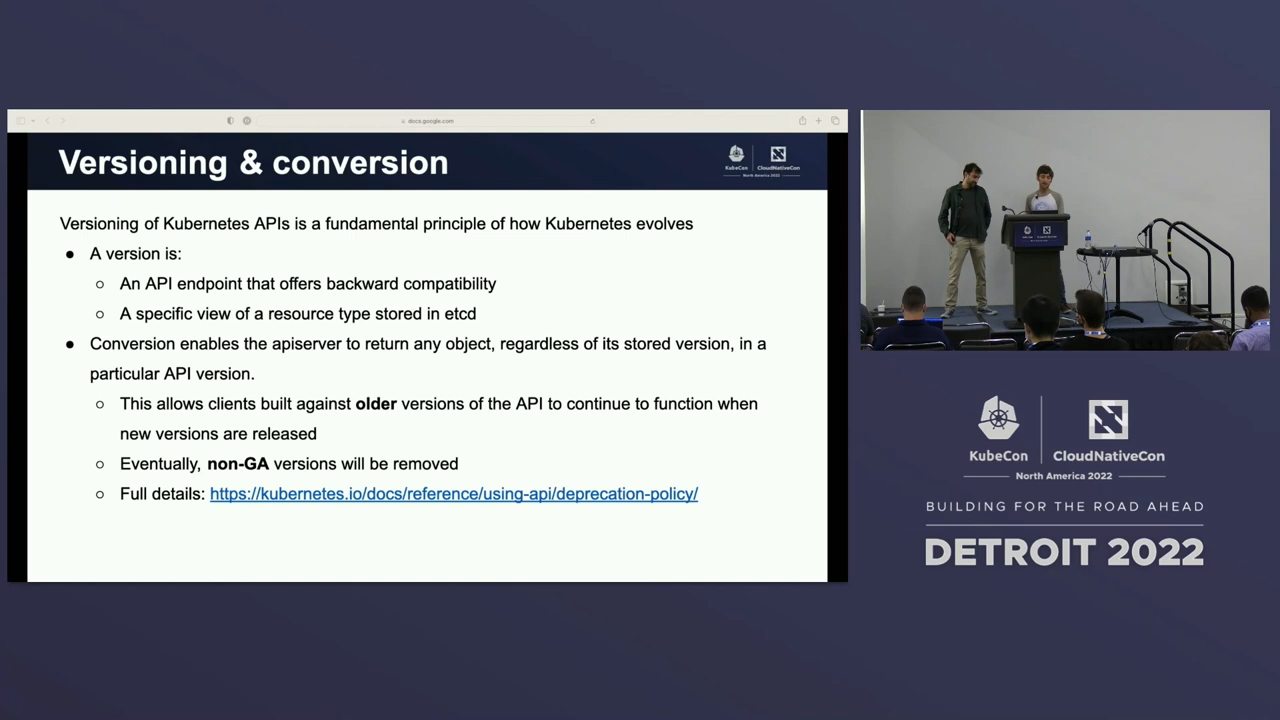 docs.google.com
Versioning & conversion
KubeCon
CloudNativeCon
North America 2022
Versioning of Kubernetes APIs is a fundamental principle of how Kubernetes evolves
● A version is:
○ An API endpoint that offers backward compatibility
○ A specific view of a resource type stored in etcd
● Conversion enables the apiserver to return any object, regardless of its stored version, in a
particular API version.
○ This allows clients built against older versions of the API to continue to function when
new versions are released
○ Eventually, non-GA versions will be removed
○ Full details: https://kubernetes.io/docs/reference/using-api/deprecation-policy/
KubeCon
CloudNativeCon
North America 2022
BUILDING FOR THE ROAD AHEAD
DETROIT 2022